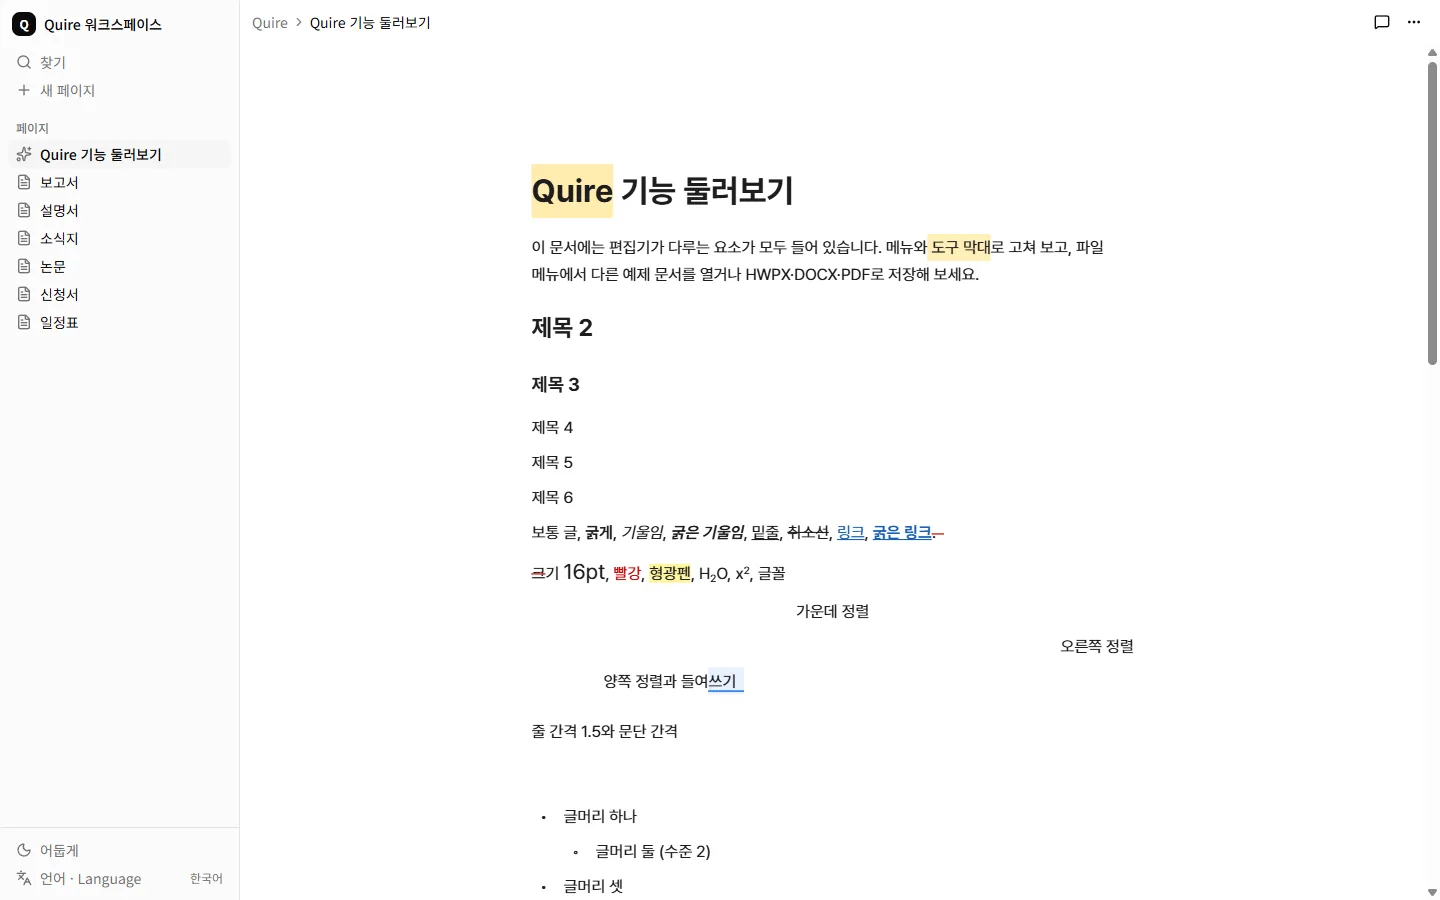 Q Quire 워크스페이스
찾기
새 페이지
페이지
Quire 기능 둘러보기
보고서
설명서
소식지
논문
신청서
일정표
어둡게
언어 · Language 한국어
Quire > Quire 기능 둘러보기
Quire 기능 둘러보기
이 문서에는 편집기가 다루는 요소가 모두 들어 있습니다. 메뉴와 도구 막대로 고쳐 보고, 파일
메뉴에서 다른 예제 문서를 열거나 HWPX·DOCX·PDF로 저장해 보세요.
제목 2
제목 3
제목 4
제목 5
제목 6
보통 글, 굵게, 기울임, 굵은 기울임, 밑줄, 취소선, 링크, 굵은 링크.
크기 16pt, 빨강, 형광펜, H₂O, x², 글꼴
가운데 정렬
오른쪽 정렬
양쪽 정렬과 들여쓰기
줄 간격 1.5와 문단 간격
• 글머리 하나
◦ 글머리 둘 (수준 2)
• 글머리 셋